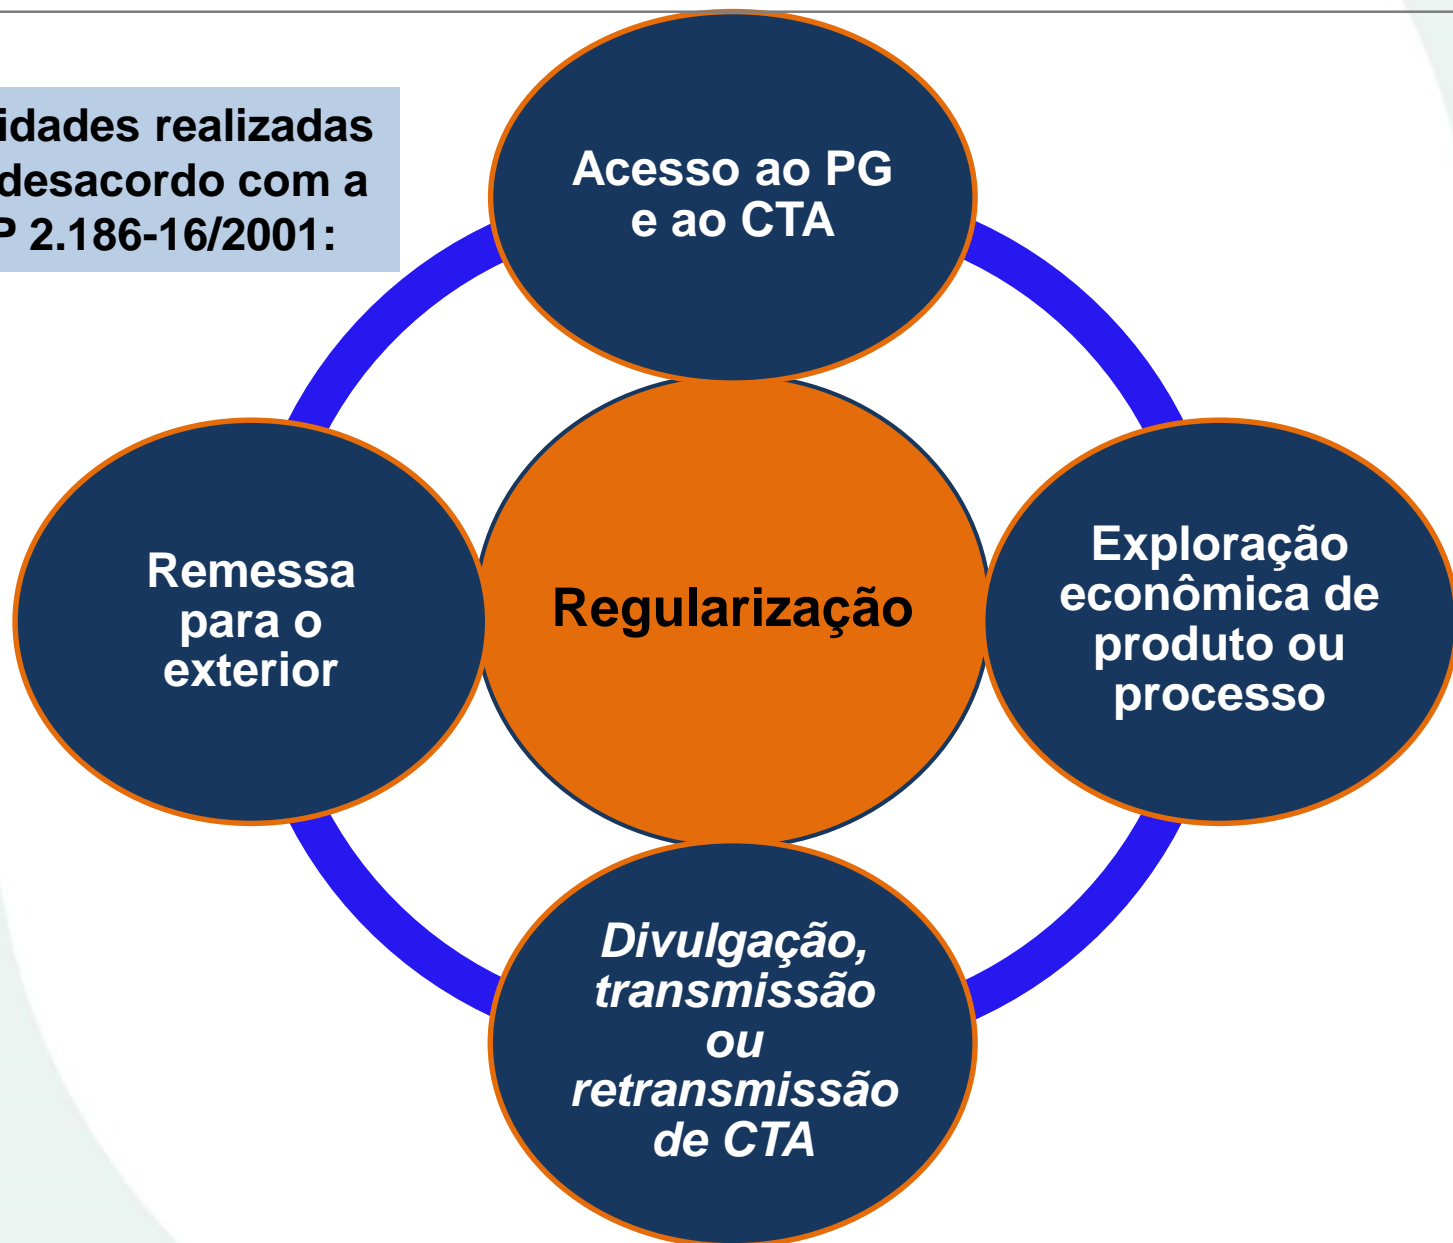 idades realizadas
desacordo com a
P 2.186-16/2001:
Acesso ao PG
e ao CTA
Remessa
para o
exterior
Regularização
Exploração
econômica de
produto ou
processo
Divulgação,
transmissão
ou
retransmissão
de CTA